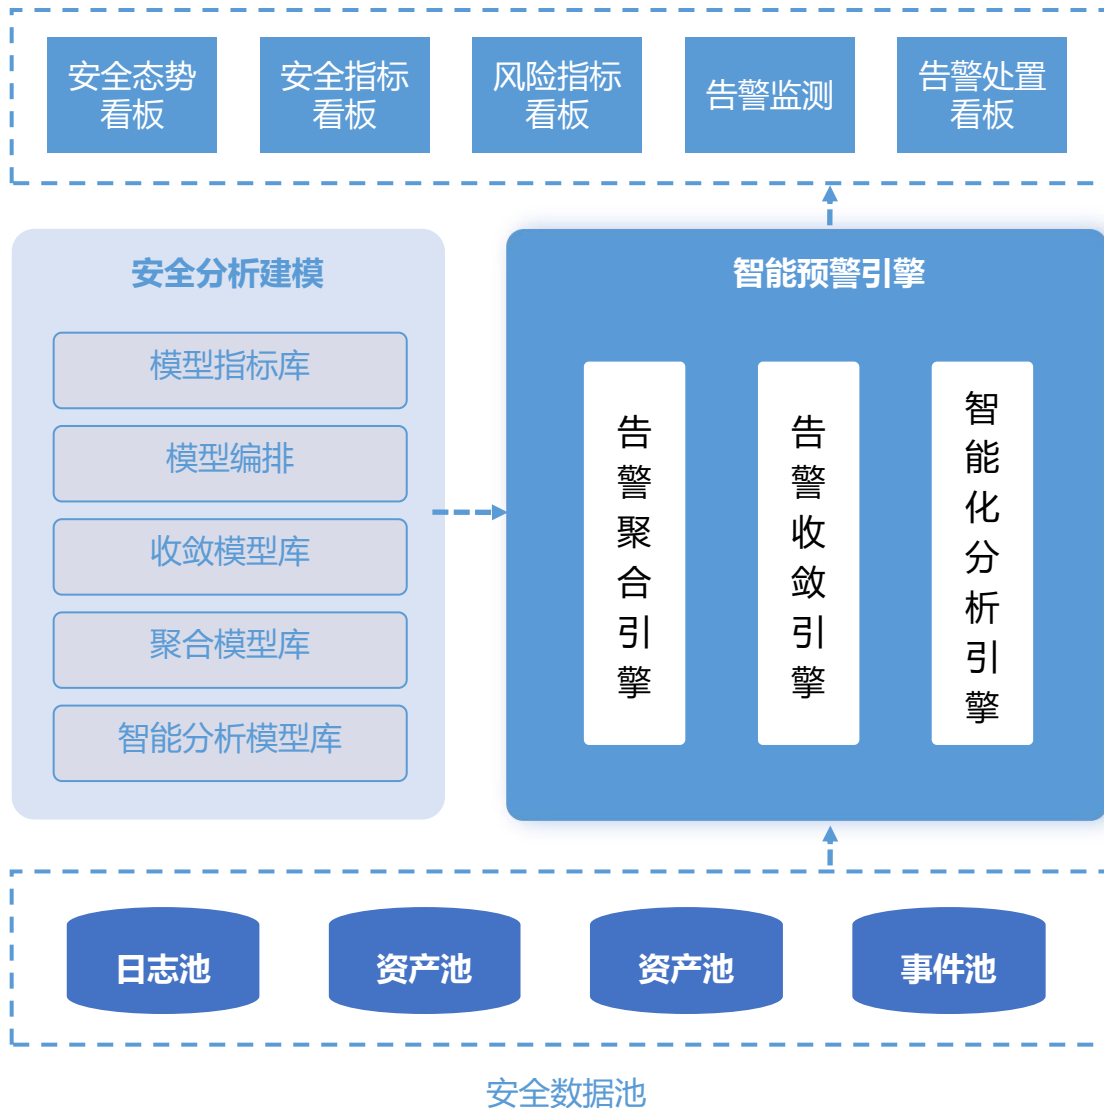 安全态势
看板
安全指标
看板
风险指标
看板
告警监测
告警处置
看板
安全分析建模
模型指标库
模型编排
收敛模型库
聚合模型库
智能分析模型库
智能预警引擎
告警聚合引擎
告警收敛引擎
智能化分析引擎
日志池
资产池
资产池
事件池
安全数据池